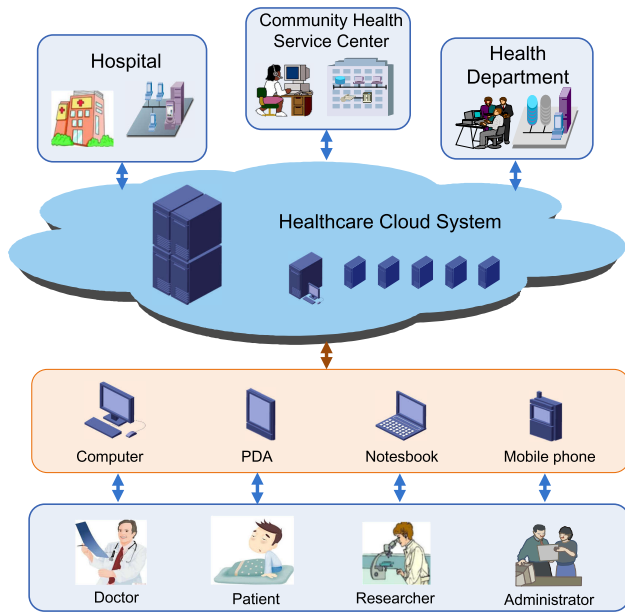 Hospital
Community Health
Service Center
Health
Department
Healthcare Cloud System
Computer
PDA
Notesbook
Mobile phone
Doctor
Patient
Researcher
Administrator